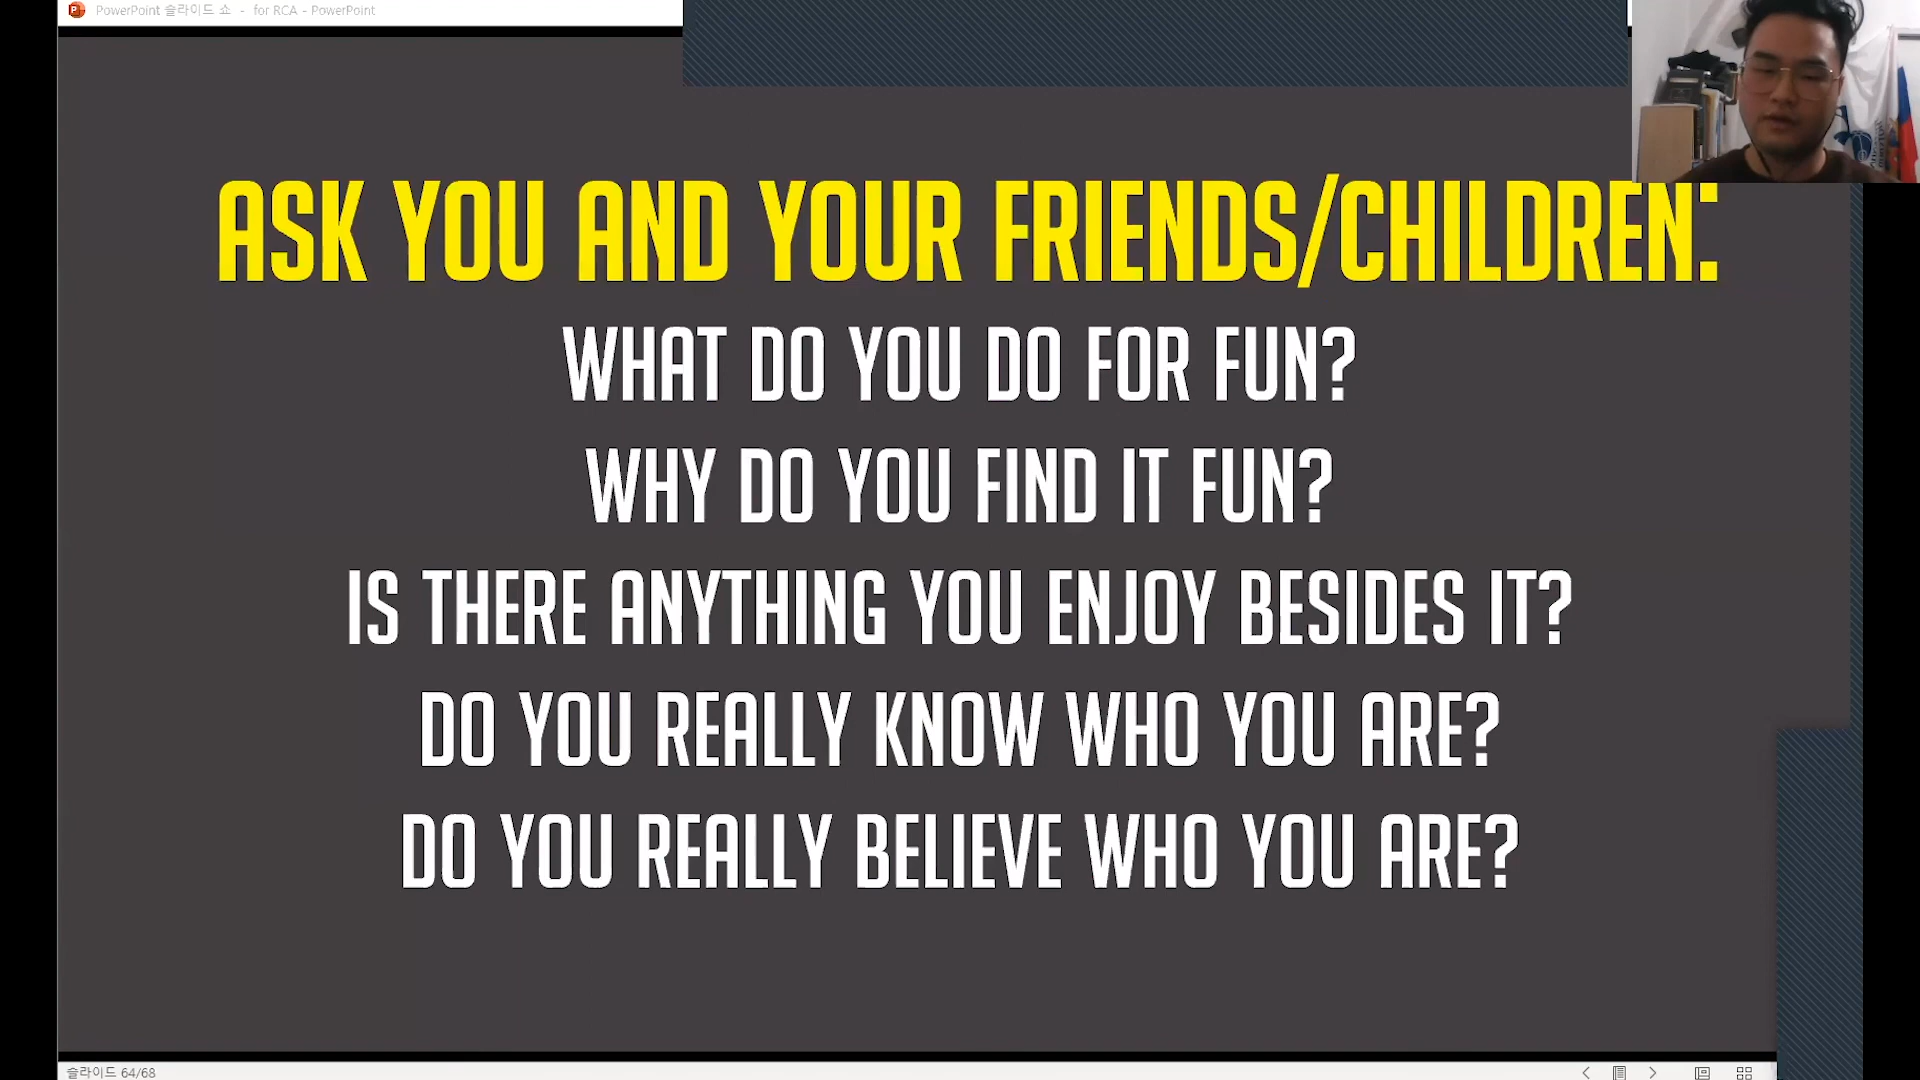 PowerPoint 슬라이드 쇼 - for RCA - PowerPoint
ASK YOU AND YOUR FRIENDS/CHILDREN:
WHAT DO YOU DO FOR FUN?
WHY DO YOU FIND IT FUN?
IS THERE ANYTHING YOU ENJOY BESIDES IT?
DO YOU REALLY KNOW WHO YOU ARE?
DO YOU REALLY BELIEVE WHO YOU ARE?
슬라이드 64/68